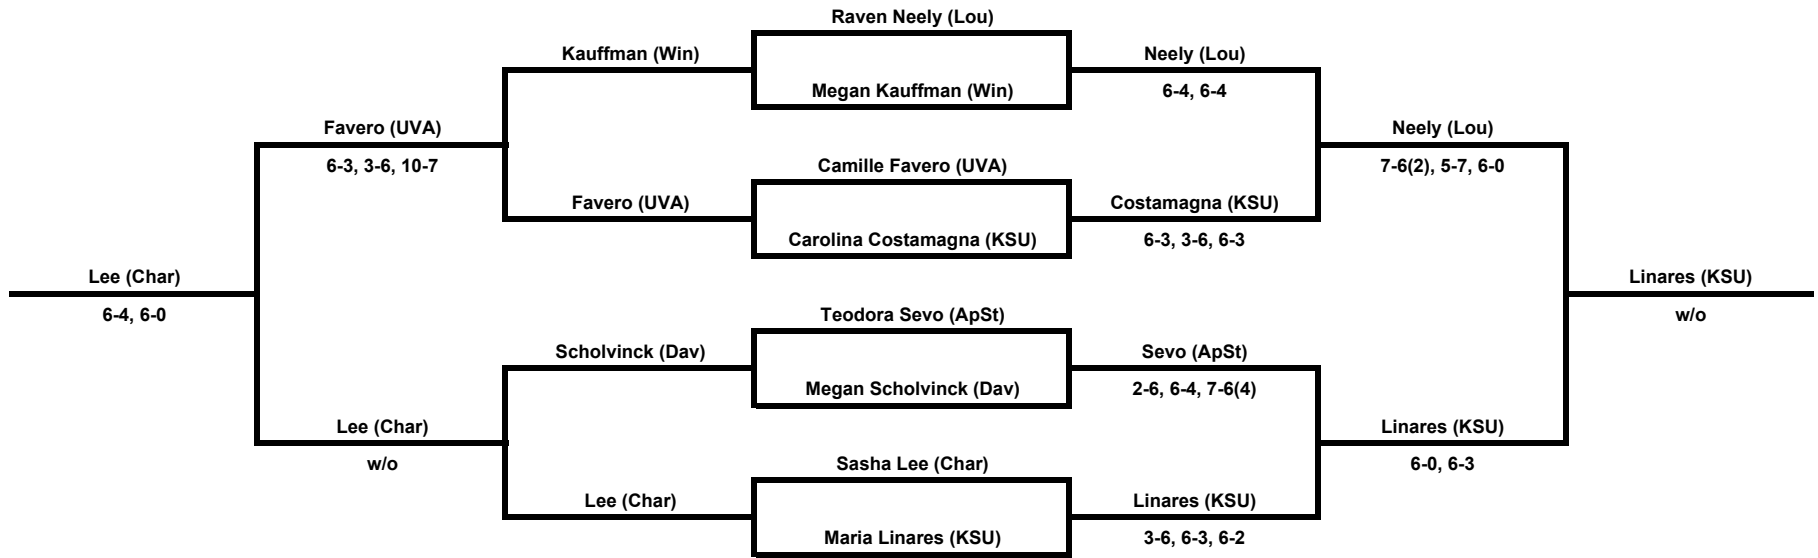 Raven Neely (Lou)
Kauffman (Win)
Neely (Lou)
Megan Kauffman (Win)
6-4, 6-4
Favero (UVA)
Neely (Lou)
6-3, 3-6, 10-7
Camille Favero (UVA)
7-6(2), 5-7, 6-0
Favero (UVA)
Costamagna (KSU)
Carolina Costamagna (KSU)
6-3, 3-6, 6-3
Lee (Char)
Linares (KSU)
6-4, 6-0
Teodora Sevo (ApSt)
w/o
Scholvinck (Dav)
Sevo (ApSt)
Megan Scholvinck (Dav)
2-6, 6-4, 7-6(4)
Lee (Char)
Linares (KSU)
w/o
Sasha Lee (Char)
6-0, 6-3
Lee (Char)
Linares (KSU)
Maria Linares (KSU)
3-6, 6-3, 6-2